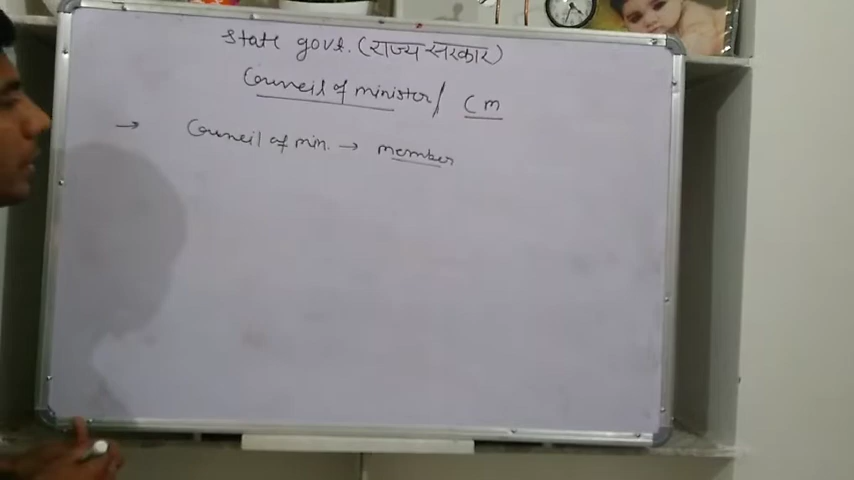 State govt. (राज्य सरकार)
Council of minister / CM
→ Council of min. → member